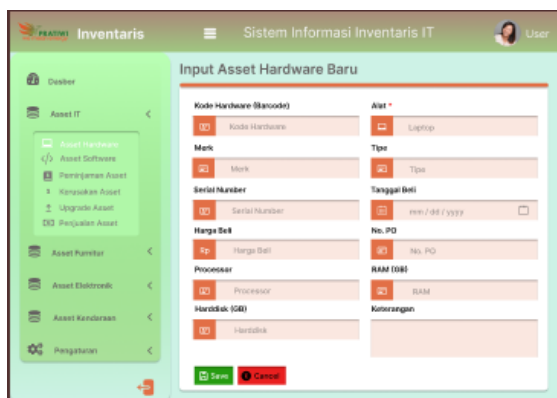 PRATIWI
Inventaris
Sistem Informasi Inventaris IT
User
Dasbor
Asset IT
Asset Hardware
Asset Software
Peminjeman Asset
Kerusakan Asset
Upgrade Asset
Penjualan Asset
Asset Furnitur
Asset Elektronik
Asset Kendaraan
Pengaturan
Input Asset Hardware Baru
Kode Hardware (Barcode)
Kode Hardware
Alat *
Laptop
Merk
Merk
Tipe
Tipe
Serial Number
Serial Number
Tanggal Beli
mm / dd / yyyy
Harga Beli
Rp
Harga Beli
No. PO
No. PO
Processor
Processor
RAM (GB)
RAM
Harddisk (GB)
Harddisk
Keterangan
Save
Cancel